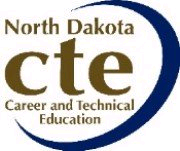 North Dakota
cte
Career and Technical
Education